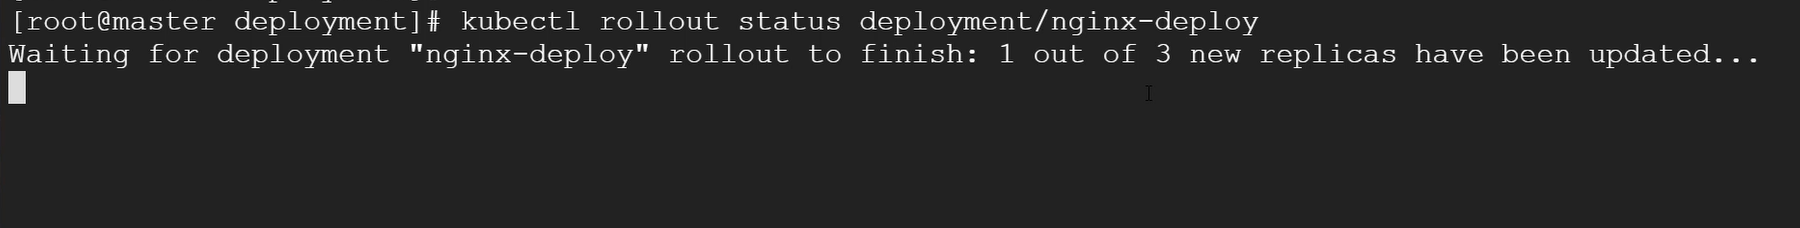 [root@master deployment]# kubectl rollout status deployment/nginx-deploy
Waiting for deployment "nginx-deploy" rollout to finish: 1 out of 3 new replicas have been updated...